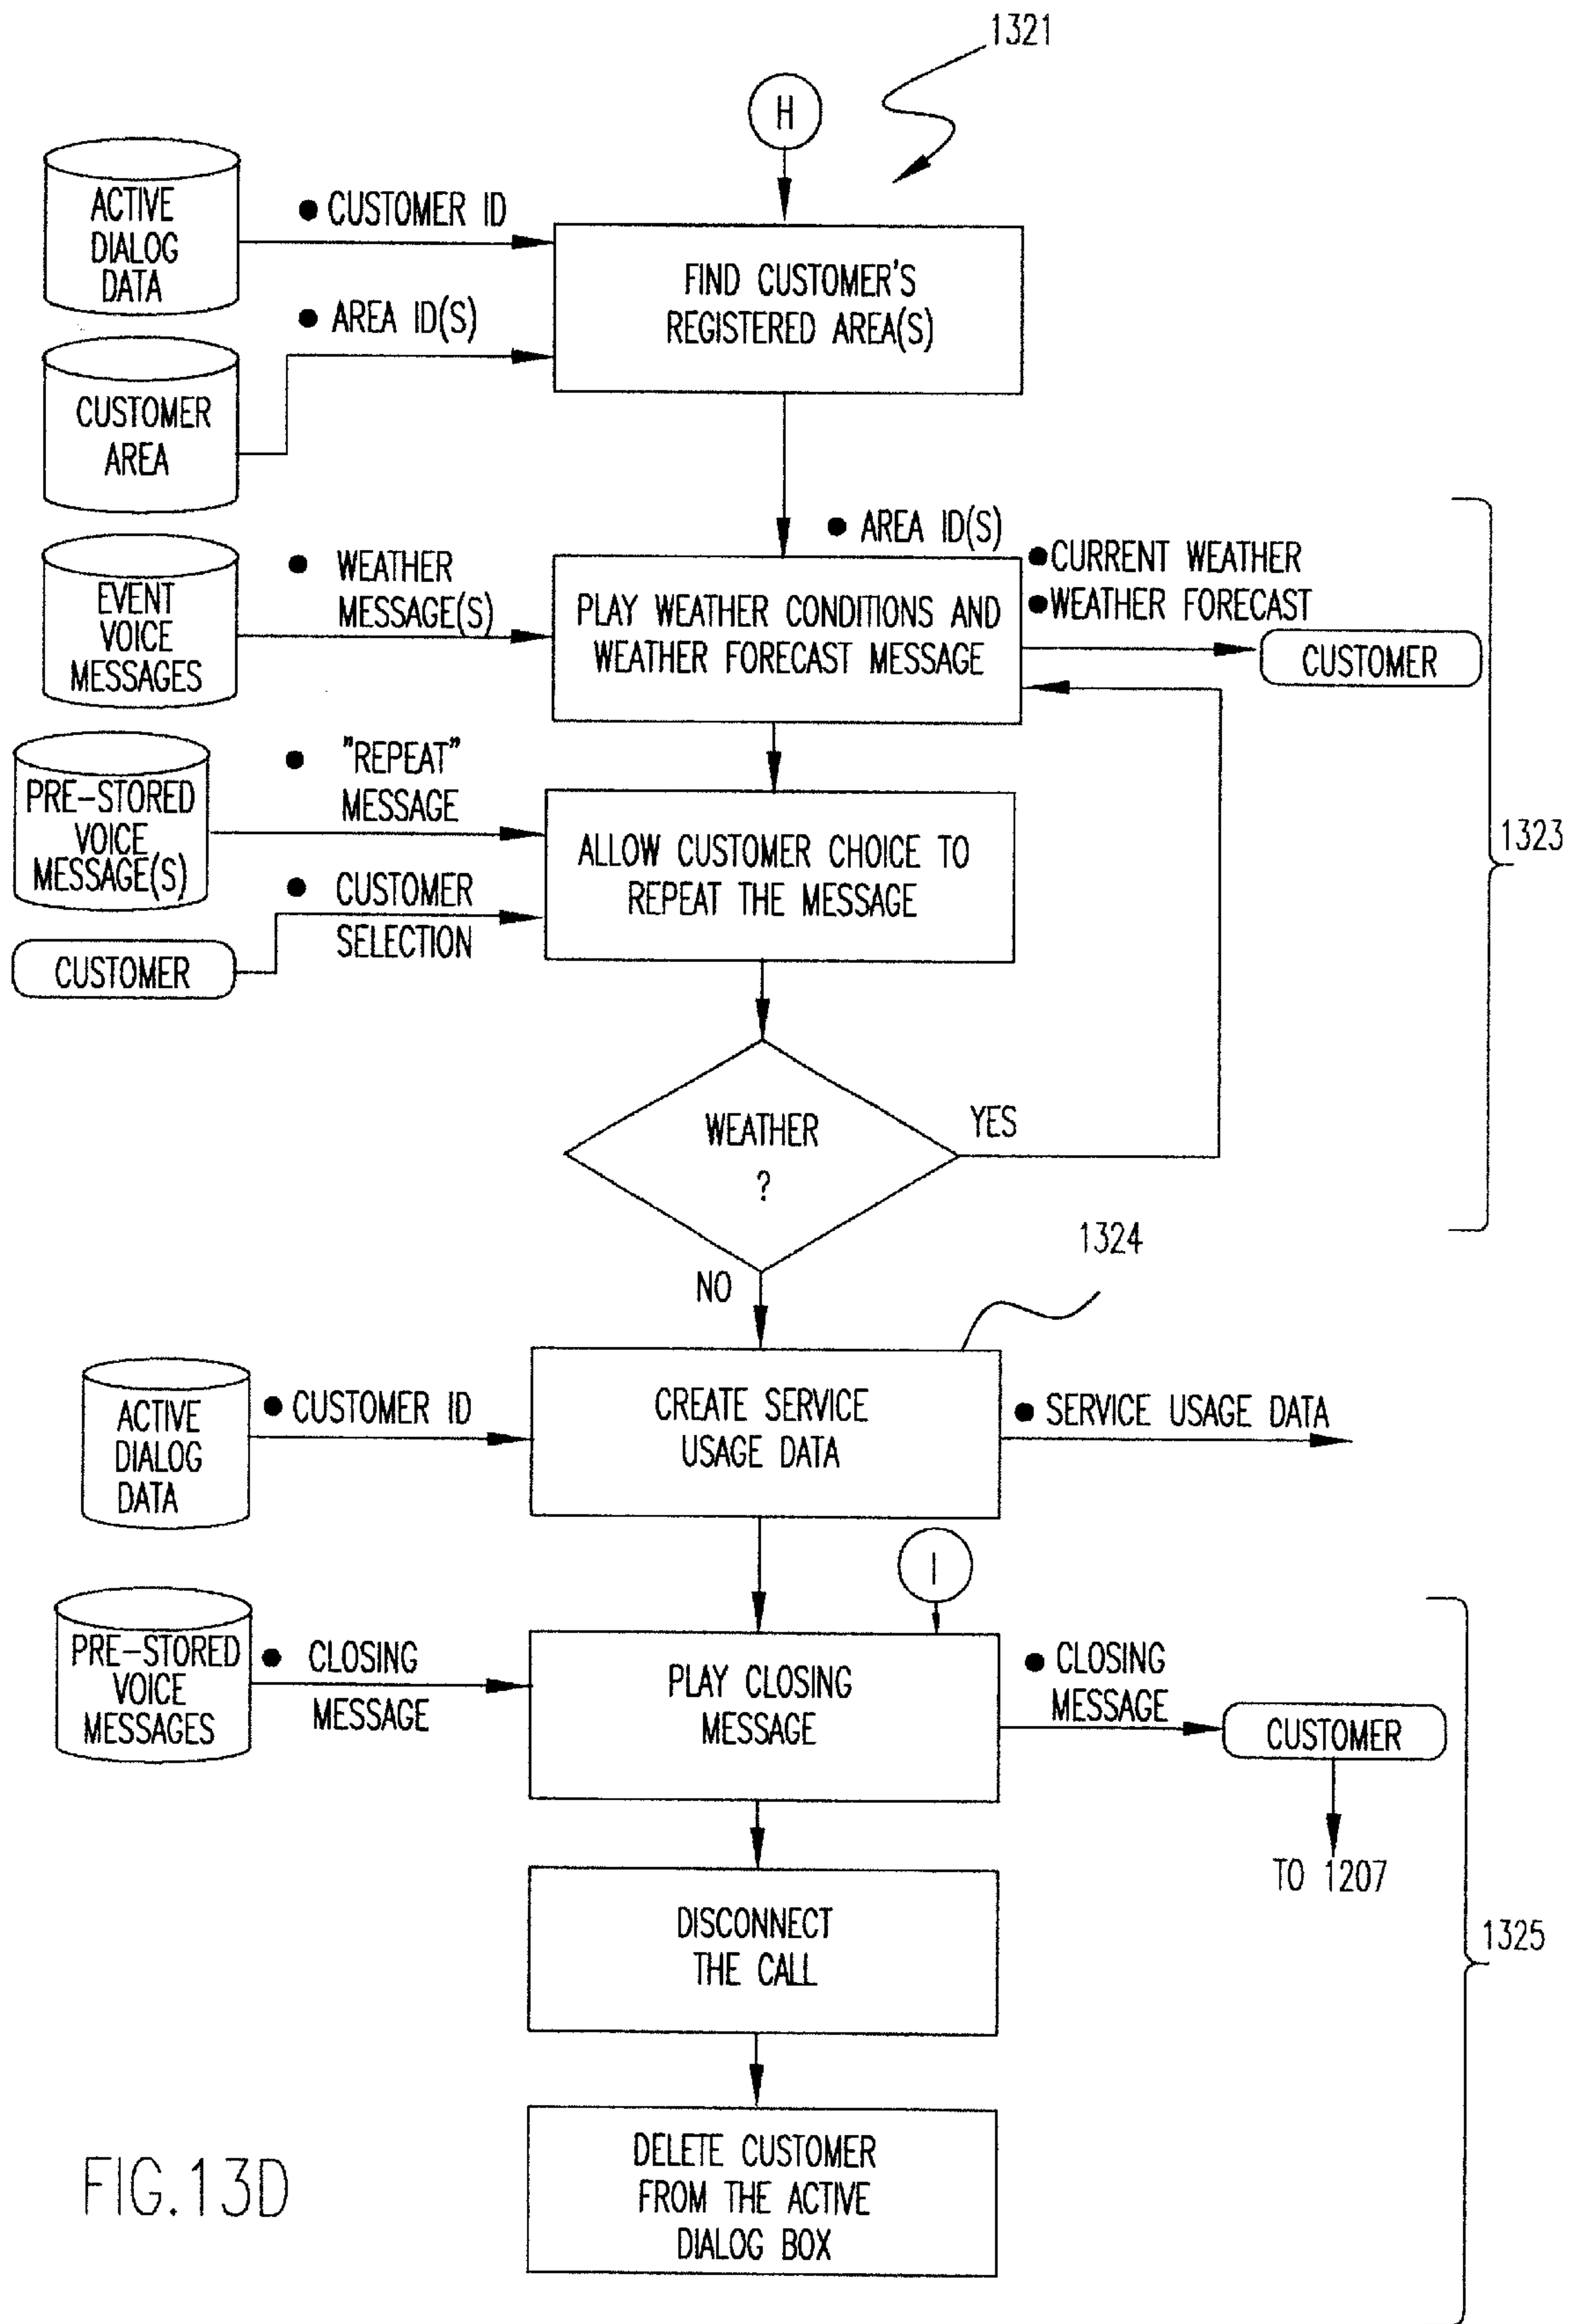 1321
H
ACTIVE
DIALOG
DATA
● CUSTOMER ID
● AREA ID(S)
FIND CUSTOMER'S
REGISTERED AREA(S)
CUSTOMER
AREA
● AREA ID(S)
EVENT
VOICE
MESSAGES
● WEATHER
MESSAGE(S)
PLAY WEATHER CONDITIONS AND
WEATHER FORECAST MESSAGE
●CURRENT WEATHER
●WEATHER FORECAST
CUSTOMER
PRE-STORED
VOICE
MESSAGE(S)
● "REPEAT"
MESSAGE
● CUSTOMER
SELECTION
CUSTOMER
ALLOW CUSTOMER CHOICE TO
REPEAT THE MESSAGE
1323
WEATHER
?
YES
NO
1324
ACTIVE
DIALOG
DATA
● CUSTOMER ID
CREATE SERVICE
USAGE DATA
● SERVICE USAGE DATA
I
PRE-STORED
VOICE
MESSAGES
● CLOSING
MESSAGE
PLAY CLOSING
MESSAGE
● CLOSING
MESSAGE
CUSTOMER
TO 1207
DISCONNECT
THE CALL
1325
DELETE CUSTOMER
FROM THE ACTIVE
DIALOG BOX
FIG.13D